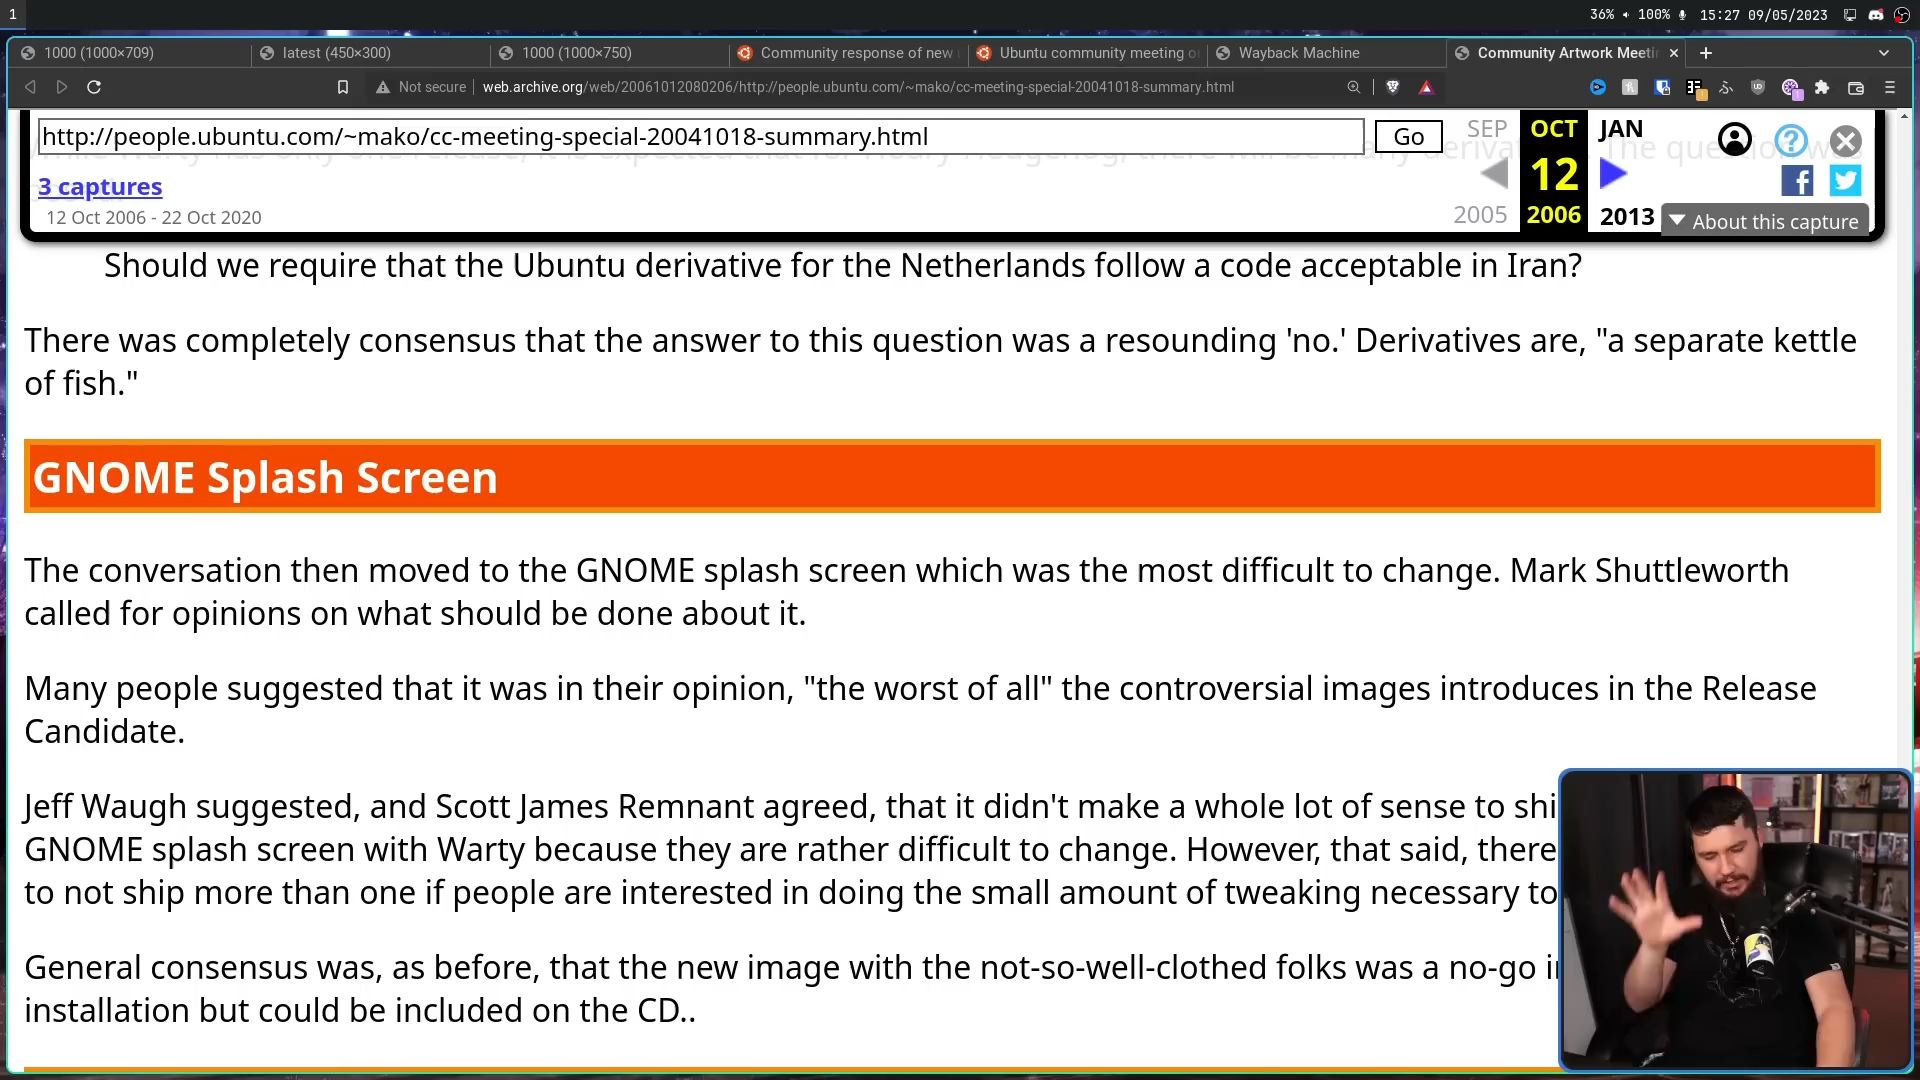 1
36%
100%
15:27 09/05/2023
1000 (1000×709)
latest (450×300)
1000 (1000×750)
Community response of new
Ubuntu community meeting o
Wayback Machine
Community Artwork Meeti
Not secure
web.archive.org/web/20061012080206/http://people.ubuntu.com/~mako/cc-meeting-special-20041018-summary.html
http://people.ubuntu.com/~mako/cc-meeting-special-20041018-summary.html
Go
SEP OCT JAN
12
2005 2006 2013
3 captures
12 Oct 2006 - 22 Oct 2020
About this capture
Should we require that the Ubuntu derivative for the Netherlands follow a code acceptable in Iran?
There was completely consensus that the answer to this question was a resounding 'no.' Derivatives are, "a separate kettle
of fish."
GNOME Splash Screen
The conversation then moved to the GNOME splash screen which was the most difficult to change. Mark Shuttleworth
called for opinions on what should be done about it.
Many people suggested that it was in their opinion, "the worst of all" the controversial images introduces in the Release
Candidate.
Jeff Waugh suggested, and Scott James Remnant agreed, that it didn't make a whole lot of sense to shi
GNOME splash screen with Warty because they are rather difficult to change. However, that said, there
to not ship more than one if people are interested in doing the small amount of tweaking necessary to
General consensus was, as before, that the new image with the not-so-well-clothed folks was a no-go i
installation but could be included on the CD..